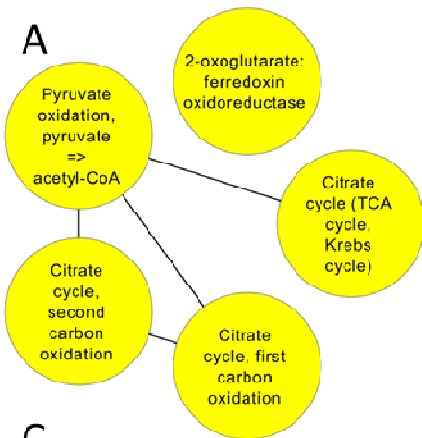 A
2-oxoglutarate:
ferredoxin
oxidoreductase
Pyruvate
oxidation,
pyruvate
=>
acetyl-CoA
Citrate
cycle (TCA
cycle,
Krebs
cycle)
Citrate
cycle,
second
carbon
oxidation
Citrate
cycle, first
carbon
oxidation